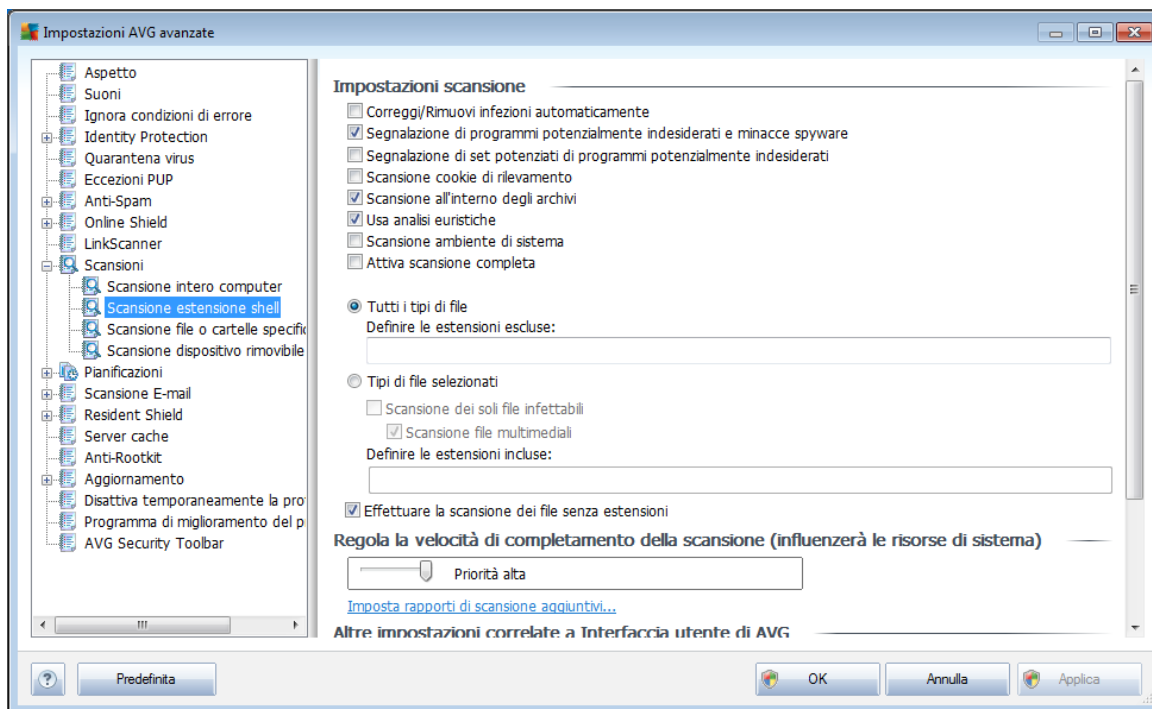 Impostazioni AVG avanzate
Aspetto
Suoni
Ignora condizioni di errore
Identity Protection
Quarantena virus
Eccezioni PUP
Anti-Spam
Online Shield
LinkScanner
Scansioni
Scansione intero computer
Scansione estensione shell
Scansione file o cartelle specific
Scansione dispositivo rimovibile
Pianificazioni
Scansione E-mail
Resident Shield
Server cache
Anti-Rootkit
Aggiornamento
Disattiva temporaneamente la pro
Programma di miglioramento del p
AVG Security Toolbar
Impostazioni scansione
Correggi/Rimuovi infezioni automaticamente
Segnalazione di programmi potenzialmente indesiderati e minacce spyware
Segnalazione di set potenziati di programmi potenzialmente indesiderati
Scansione cookie di rilevamento
Scansione all'interno degli archivi
Usa analisi euristiche
Scansione ambiente di sistema
Attiva scansione completa
Tutti i tipi di file
Definire le estensioni escluse:
Tipi di file selezionati
Scansione dei soli file infettabili
Scansione file multimediali
Definire le estensioni incluse:
Effettuare la scansione dei file senza estensioni
Regola la velocità di completamento della scansione (influenzerà le risorse di sistema)
Priorità alta
Imposta rapporti di scansione aggiuntivi...
Altre impostazioni correlate a Interfaccia utente di AVG
?
Predefinita
OK
Annulla
Applica